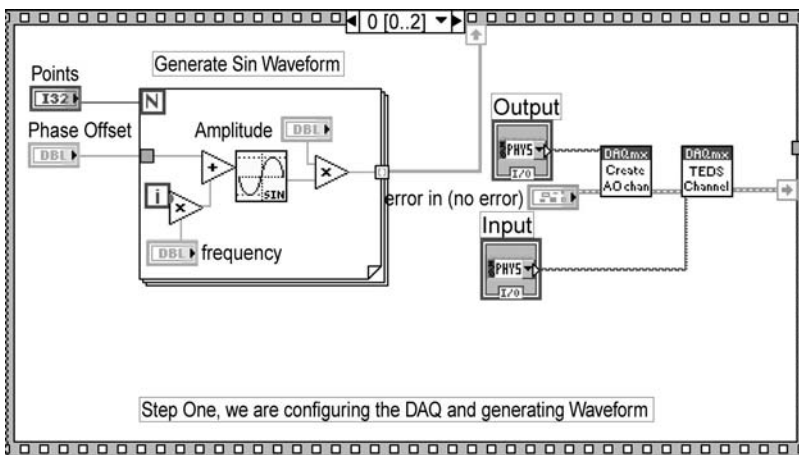 0 [0..2]
Generate Sin Waveform
Points
I32
N
Phase Offset
DBL
Amplitude
DBL
SIN
i
DBL
frequency
Output
PHYS
I/O
DAQmx
Create
AO chan
DAQmx
TEDS
Channel
error in (no error)
Input
PHYS
I/O
Step One, we are configuring the DAQ and generating Waveform